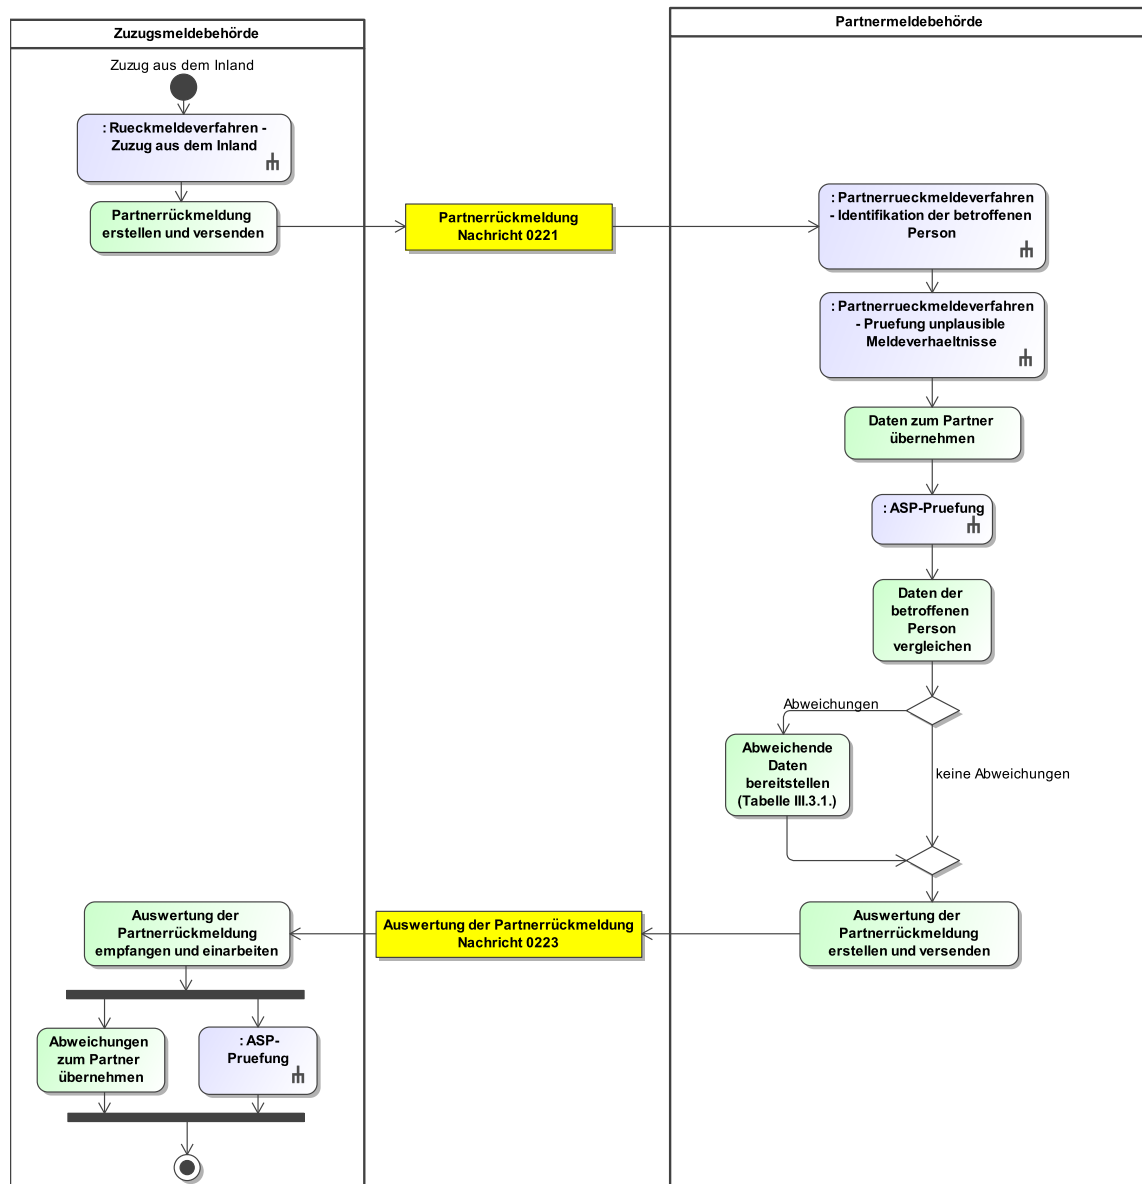 Zuzugsmeldebehörde
Partnermeldebehörde
Zuzug aus dem Inland
: Rueckmeldeverfahren -
Zuzug aus dem Inland
Partnerrückmeldung
erstellen und versenden
Partnerrückmeldung
Nachricht 0221
: Partnerrueckmeldeverfahren
- Identifikation der betroffenen
Person
: Partnerrueckmeldeverfahren
- Pruefung unplausible
Meldeverhaeltnisse
Daten zum Partner
übernehmen
: ASP-Pruefung
Daten der
betroffenen
Person
vergleichen
Abweichungen
Abweichende
Daten
bereitstellen
(Tabelle III.3.1.)
keine Abweichungen
Auswertung der
Partnerrückmeldung
erstellen und versenden
Auswertung der Partnerrückmeldung
Nachricht 0223
Auswertung der
Partnerrückmeldung
empfangen und einarbeiten
Abweichungen
zum Partner
übernehmen
: ASP-
Pruefung